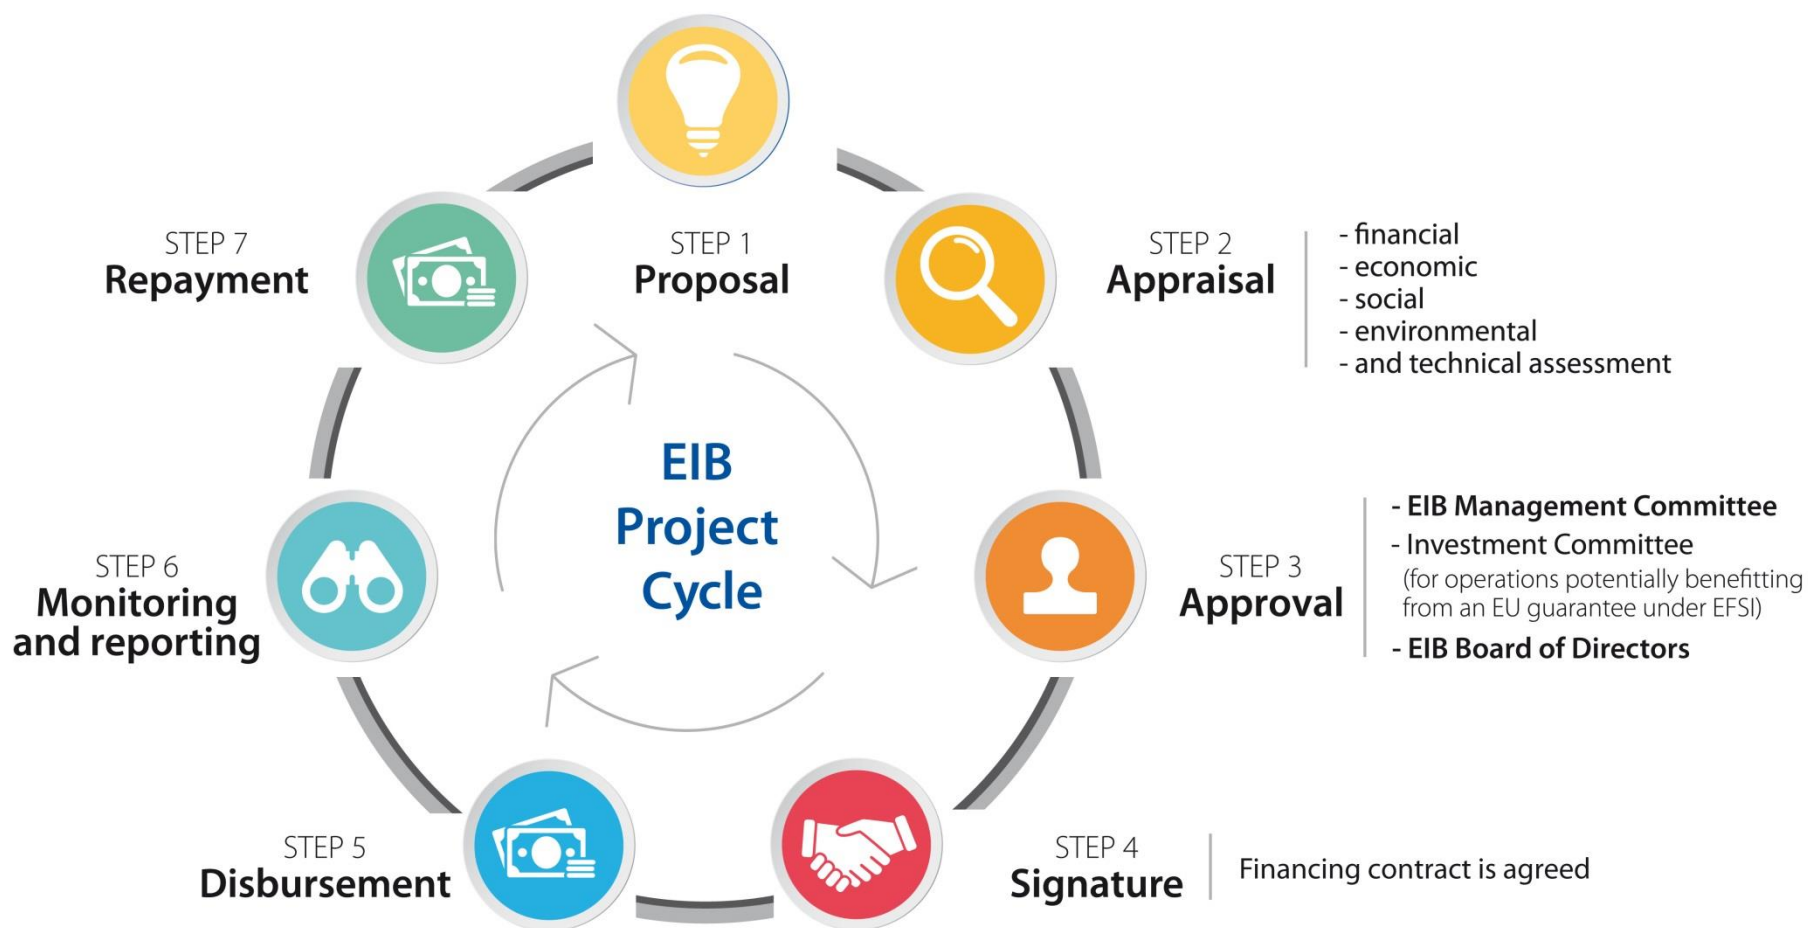 STEP 1
Proposal
STEP 2
Appraisal
- financial
- economic
- social
- environmental
- and technical assessment
STEP 3
Approval
- EIB Management Committee
- Investment Committee
(for operations potentially benefitting
from an EU guarantee under EFSI)
- EIB Board of Directors
STEP 4
Signature
Financing contract is agreed
STEP 5
Disbursement
STEP 6
Monitoring
and reporting
STEP 7
Repayment
EIB
Project
Cycle